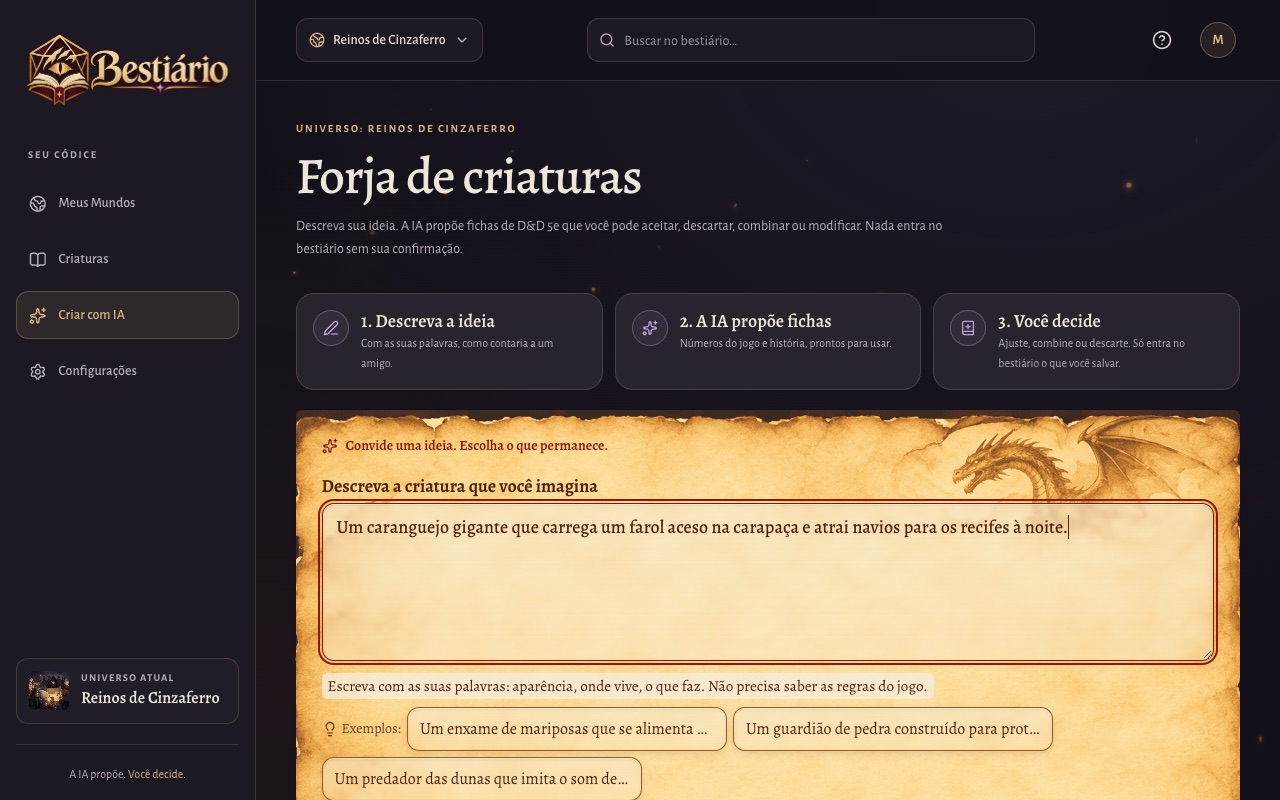 Bestiário
SEU CÓDICE
Meus Mundos
Criaturas
Criar com IA
Configurações
UNIVERSO ATUAL
Reinos de Cinzaferro
A IA propõe. Você decide.
Reinos de Cinzaferro
Buscar no bestiário...
M
UNIVERSO: REINOS DE CINZAFERRO
Forja de criaturas
Descreva sua ideia. A IA propõe fichas de D&D 5e que você pode aceitar, descartar, combinar ou modificar. Nada entra no
bestiário sem sua confirmação.
1. Descreva a ideia
Com as suas palavras, como contaria a um
amigo.
2. A IA propõe fichas
Números do jogo e história, prontos para usar.
3. Você decide
Ajuste, combine ou descarte. Só entra no
bestiário o que você salvar.
Convide uma ideia. Escolha o que permanece.
Descreva a criatura que você imagina
Um caranguejo gigante que carrega um farol aceso na carapaça e atrai navios para os recifes à noite.
Escreva com as suas palavras: aparência, onde vive, o que faz. Não precisa saber as regras do jogo.
Exemplos:
Um enxame de mariposas que se alimenta ...
Um guardião de pedra construído para prot...
Um predador das dunas que imita o som de...